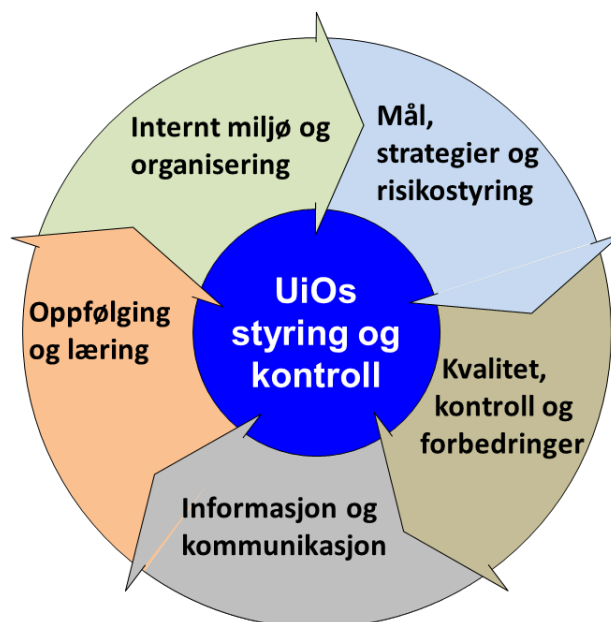 Internt miljø og
organisering
Mål,
strategier og
risikostyring
UiOs
styring og
kontroll
Oppfølging
og læring
Kvalitet,
kontroll og
forbedringer
Informasjon og
kommunikasjon